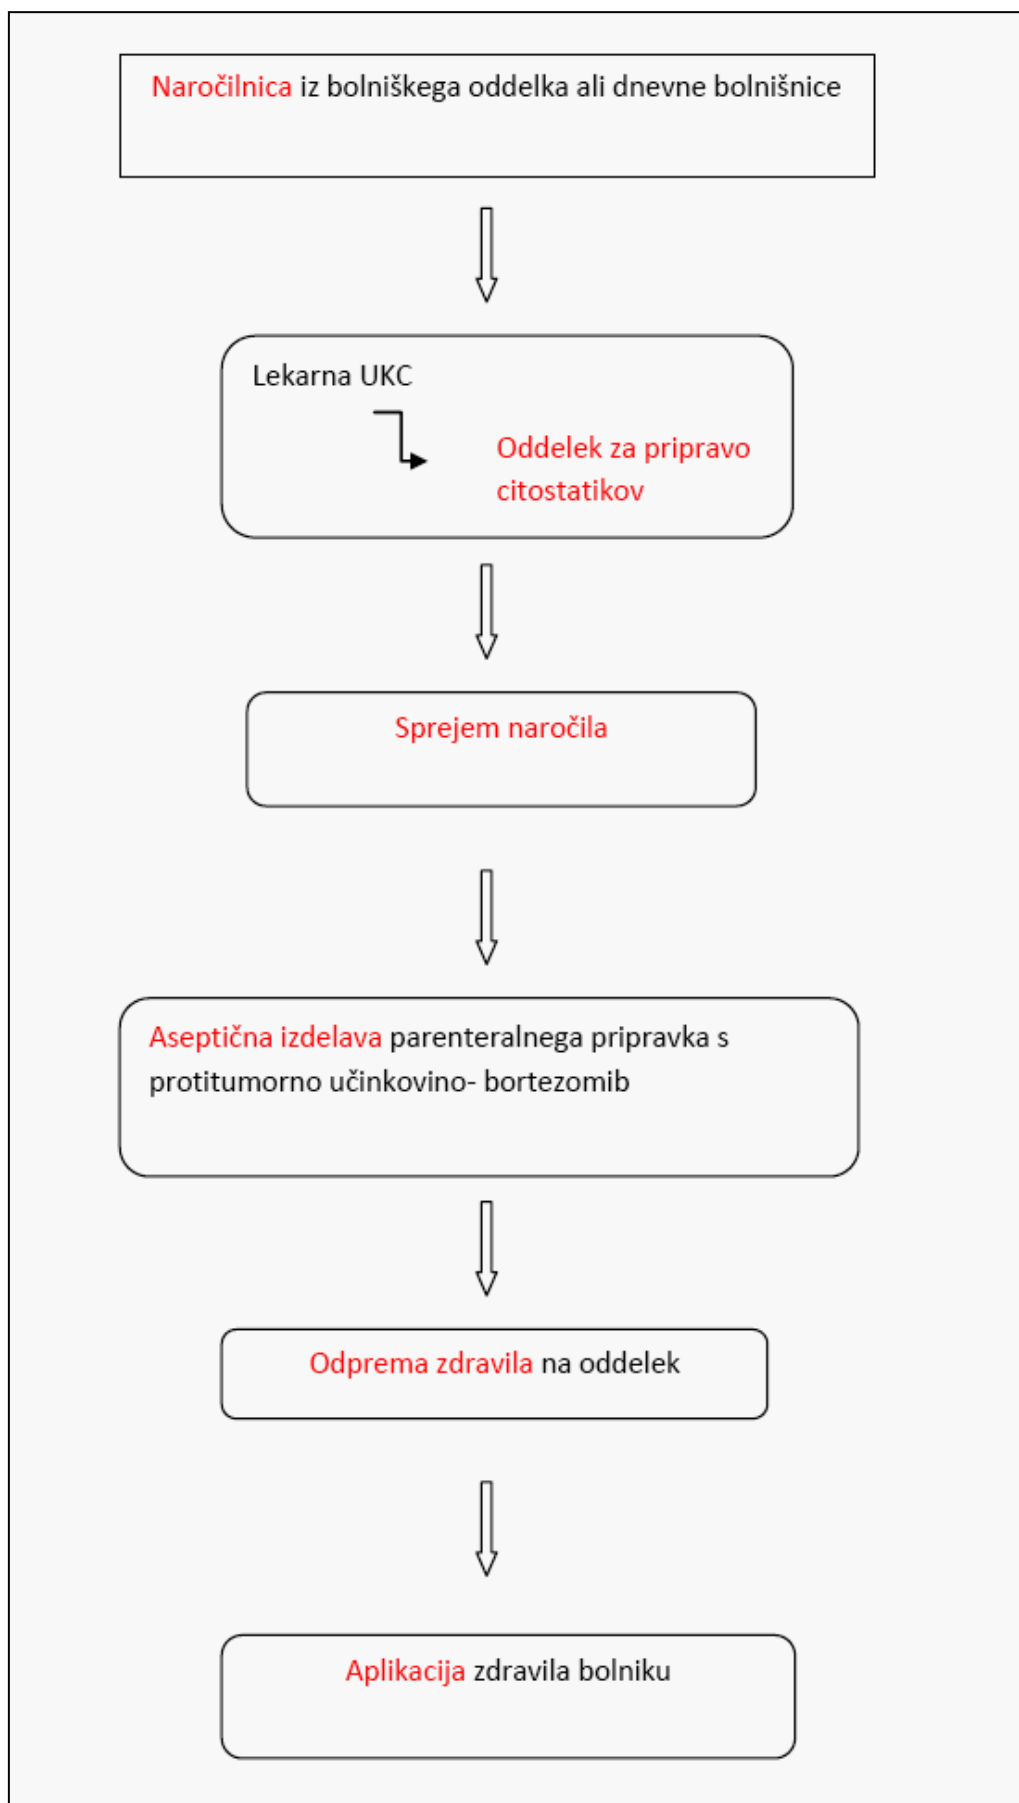 Naročilnica iz bolniškega oddelka ali dnevne bolnišnice
Lekarna UKC
Oddelek za pripravo
citostatikov
Sprejem naročila
Aseptična izdelava parenteralnega pripravka s
protitumorno učinkovino- bortezomib
Odprema zdravila na oddelek
Aplikacija zdravila bolniku